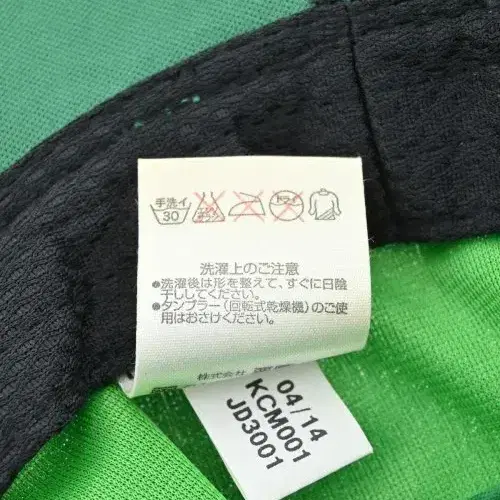 手洗イ
30
ドライ
洗濯上のご注意
●洗濯後は形を整えて、すぐに日陰
干ししてください。
●タンブラー(回転式乾燥機)のご使
用はおさけください。
株式会社
04/14
KCM001
JD3001